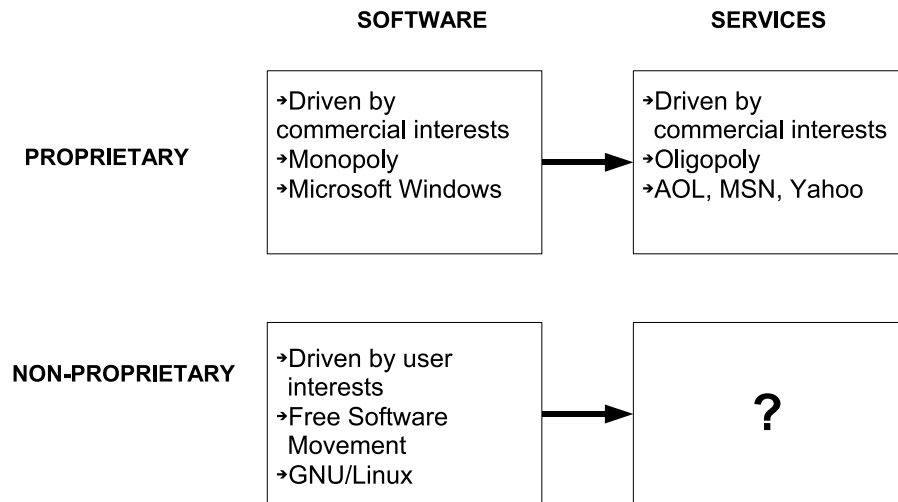 SOFTWARE
SERVICES
PROPRIETARY
➔Driven by
commercial interests
➔Monopoly
➔Microsoft Windows
➔Driven by
commercial interests
➔Oligopoly
➔AOL, MSN, Yahoo
NON-PROPRIETARY
➔Driven by user
interests
➔Free Software
Movement
➔GNU/Linux
?